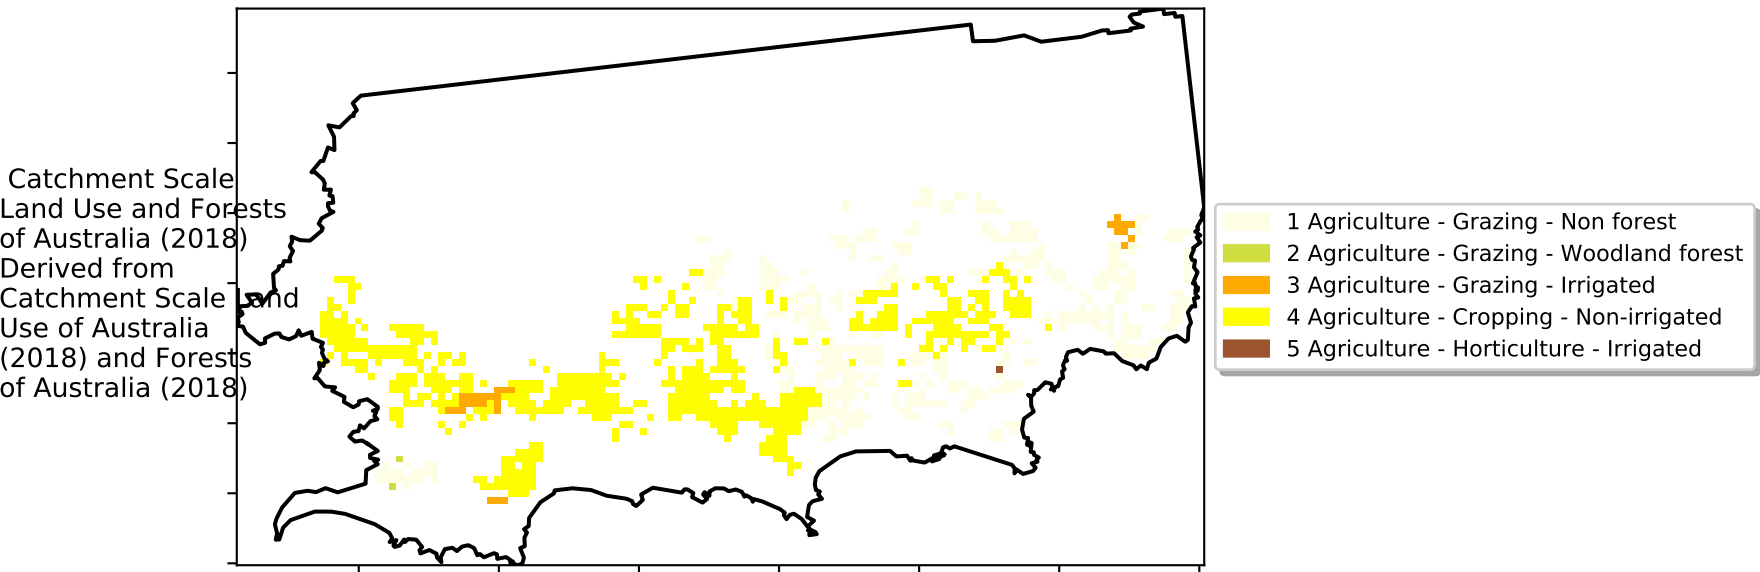 Catchment Scale
Land Use and Forests
of Australia (2018)
Derived from
Catchment Scale Land
Use of Australia
(2018) and Forests
of Australia (2018)
1 Agriculture - Grazing - Non forest
2 Agriculture - Grazing - Woodland forest
3 Agriculture - Grazing - Irrigated
4 Agriculture - Cropping - Non-irrigated
5 Agriculture - Horticulture - Irrigated